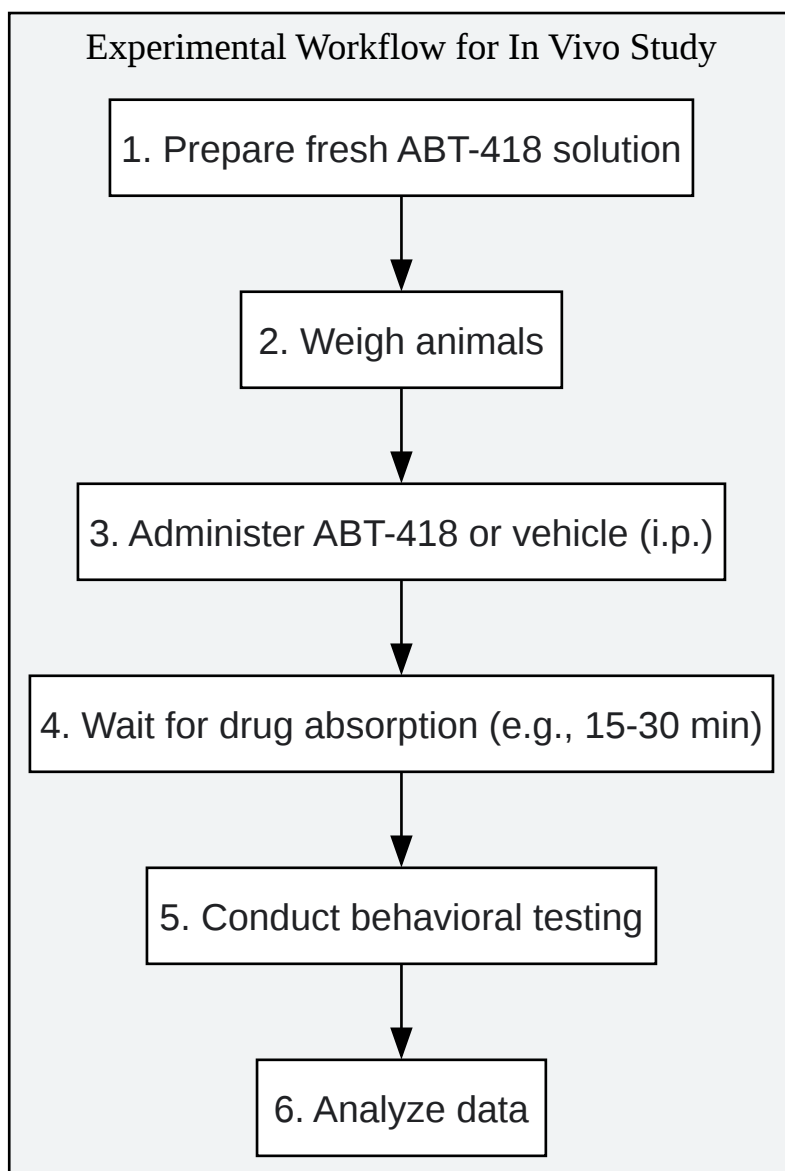 Experimental Workflow for In Vivo Study
1. Prepare fresh ABT-418 solution
2. Weigh animals
3. Administer ABT-418 or vehicle (i.p.)
4. Wait for drug absorption (e.g., 15-30 min)
5. Conduct behavioral testing
6. Analyze data